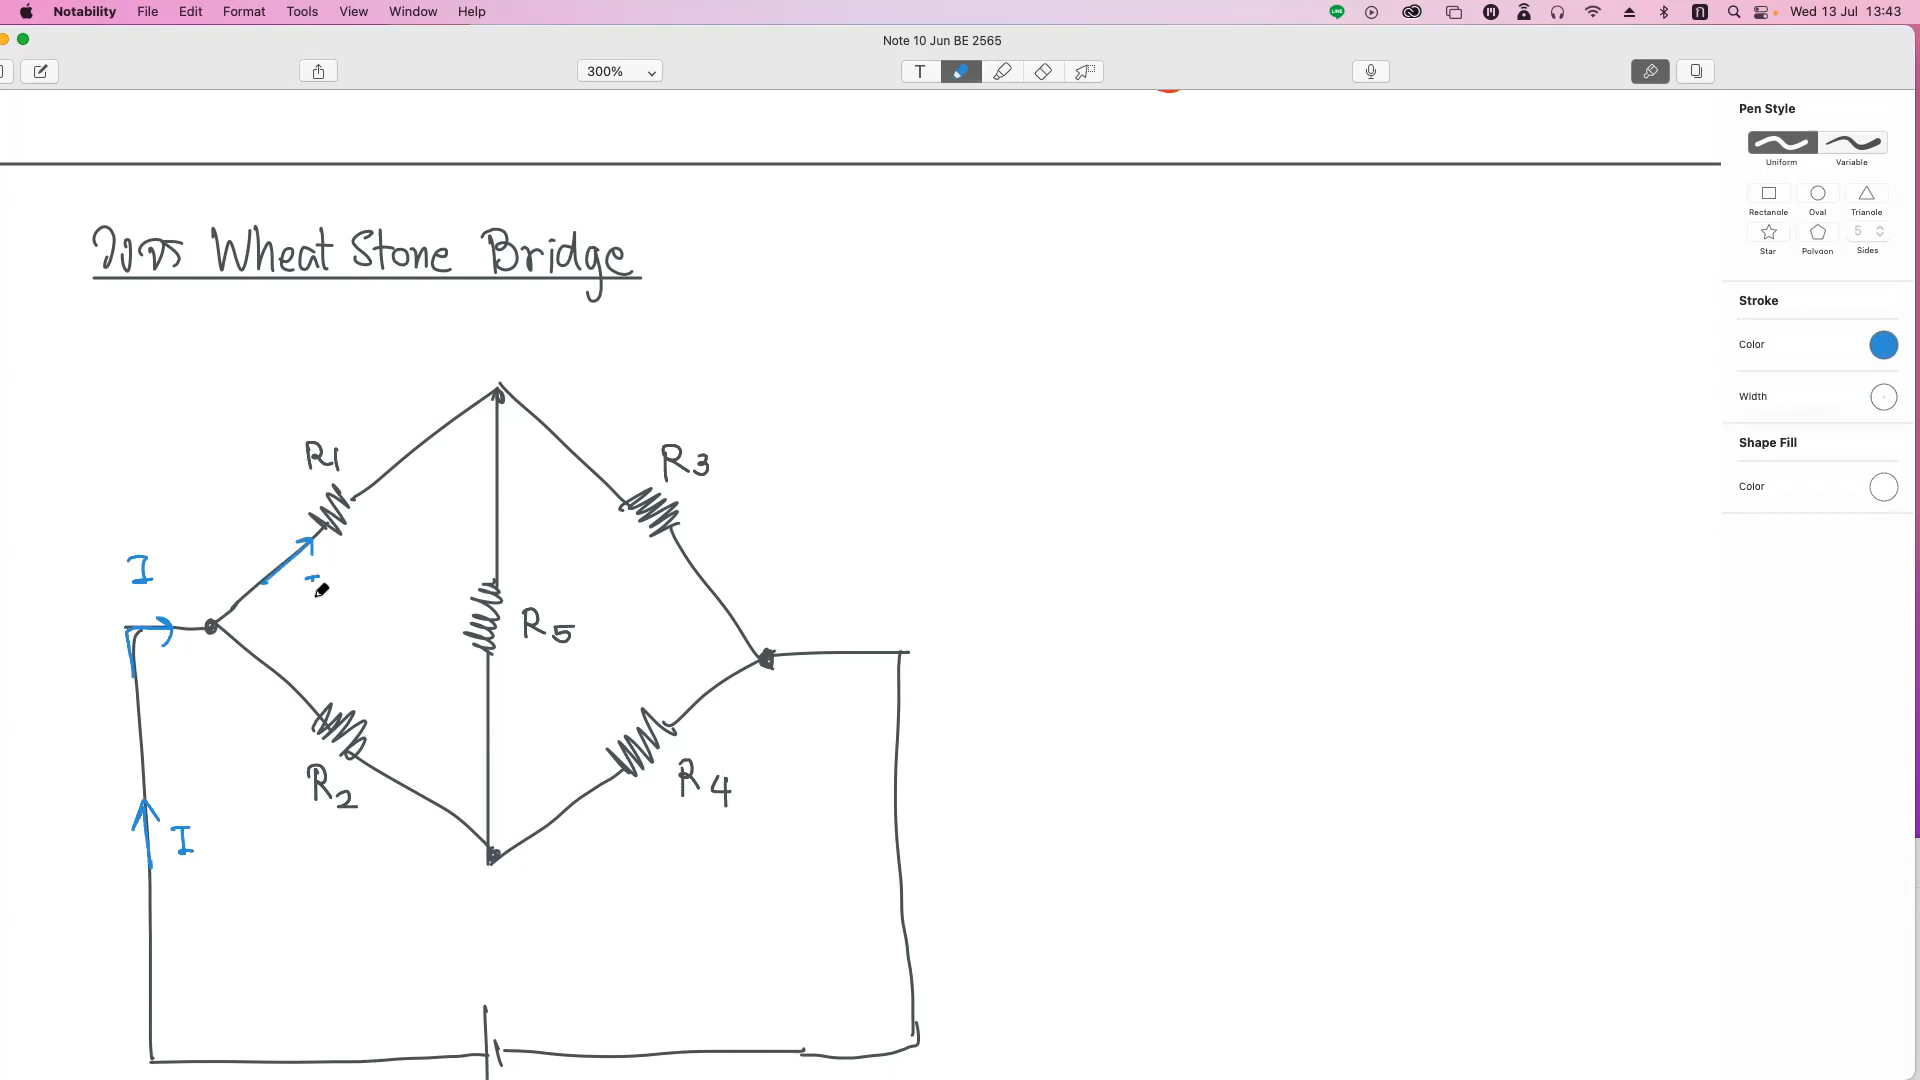 Notability File Edit Format Tools View Window Help
Wed 13 Jul 13:43
Note 10 Jun BE 2565
300%
T
Pen Style
Uniform Variable
Rectangle Oval Triangle
5
Star Polygon Sides
Stroke
Color
Width
Shape Fill
Color
วงจร Wheat Stone Bridge
R1
R3
I
R5
R2
R4
I